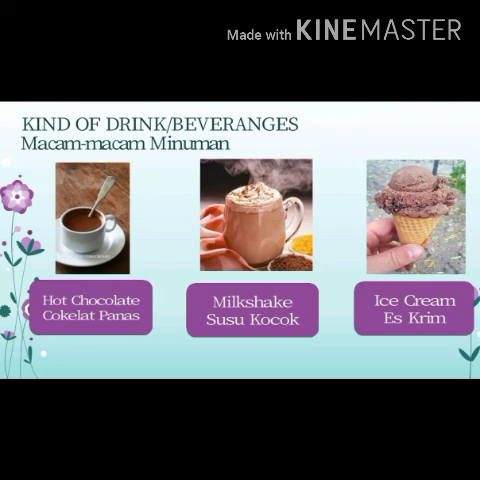 Made with KINEMASTER
KIND OF DRINK/BEVERANGES
Macam-macam Minuman
Hot Chocolate
Cokelat Panas
Milkshake
Susu Kocok
Ice Cream
Es Krim